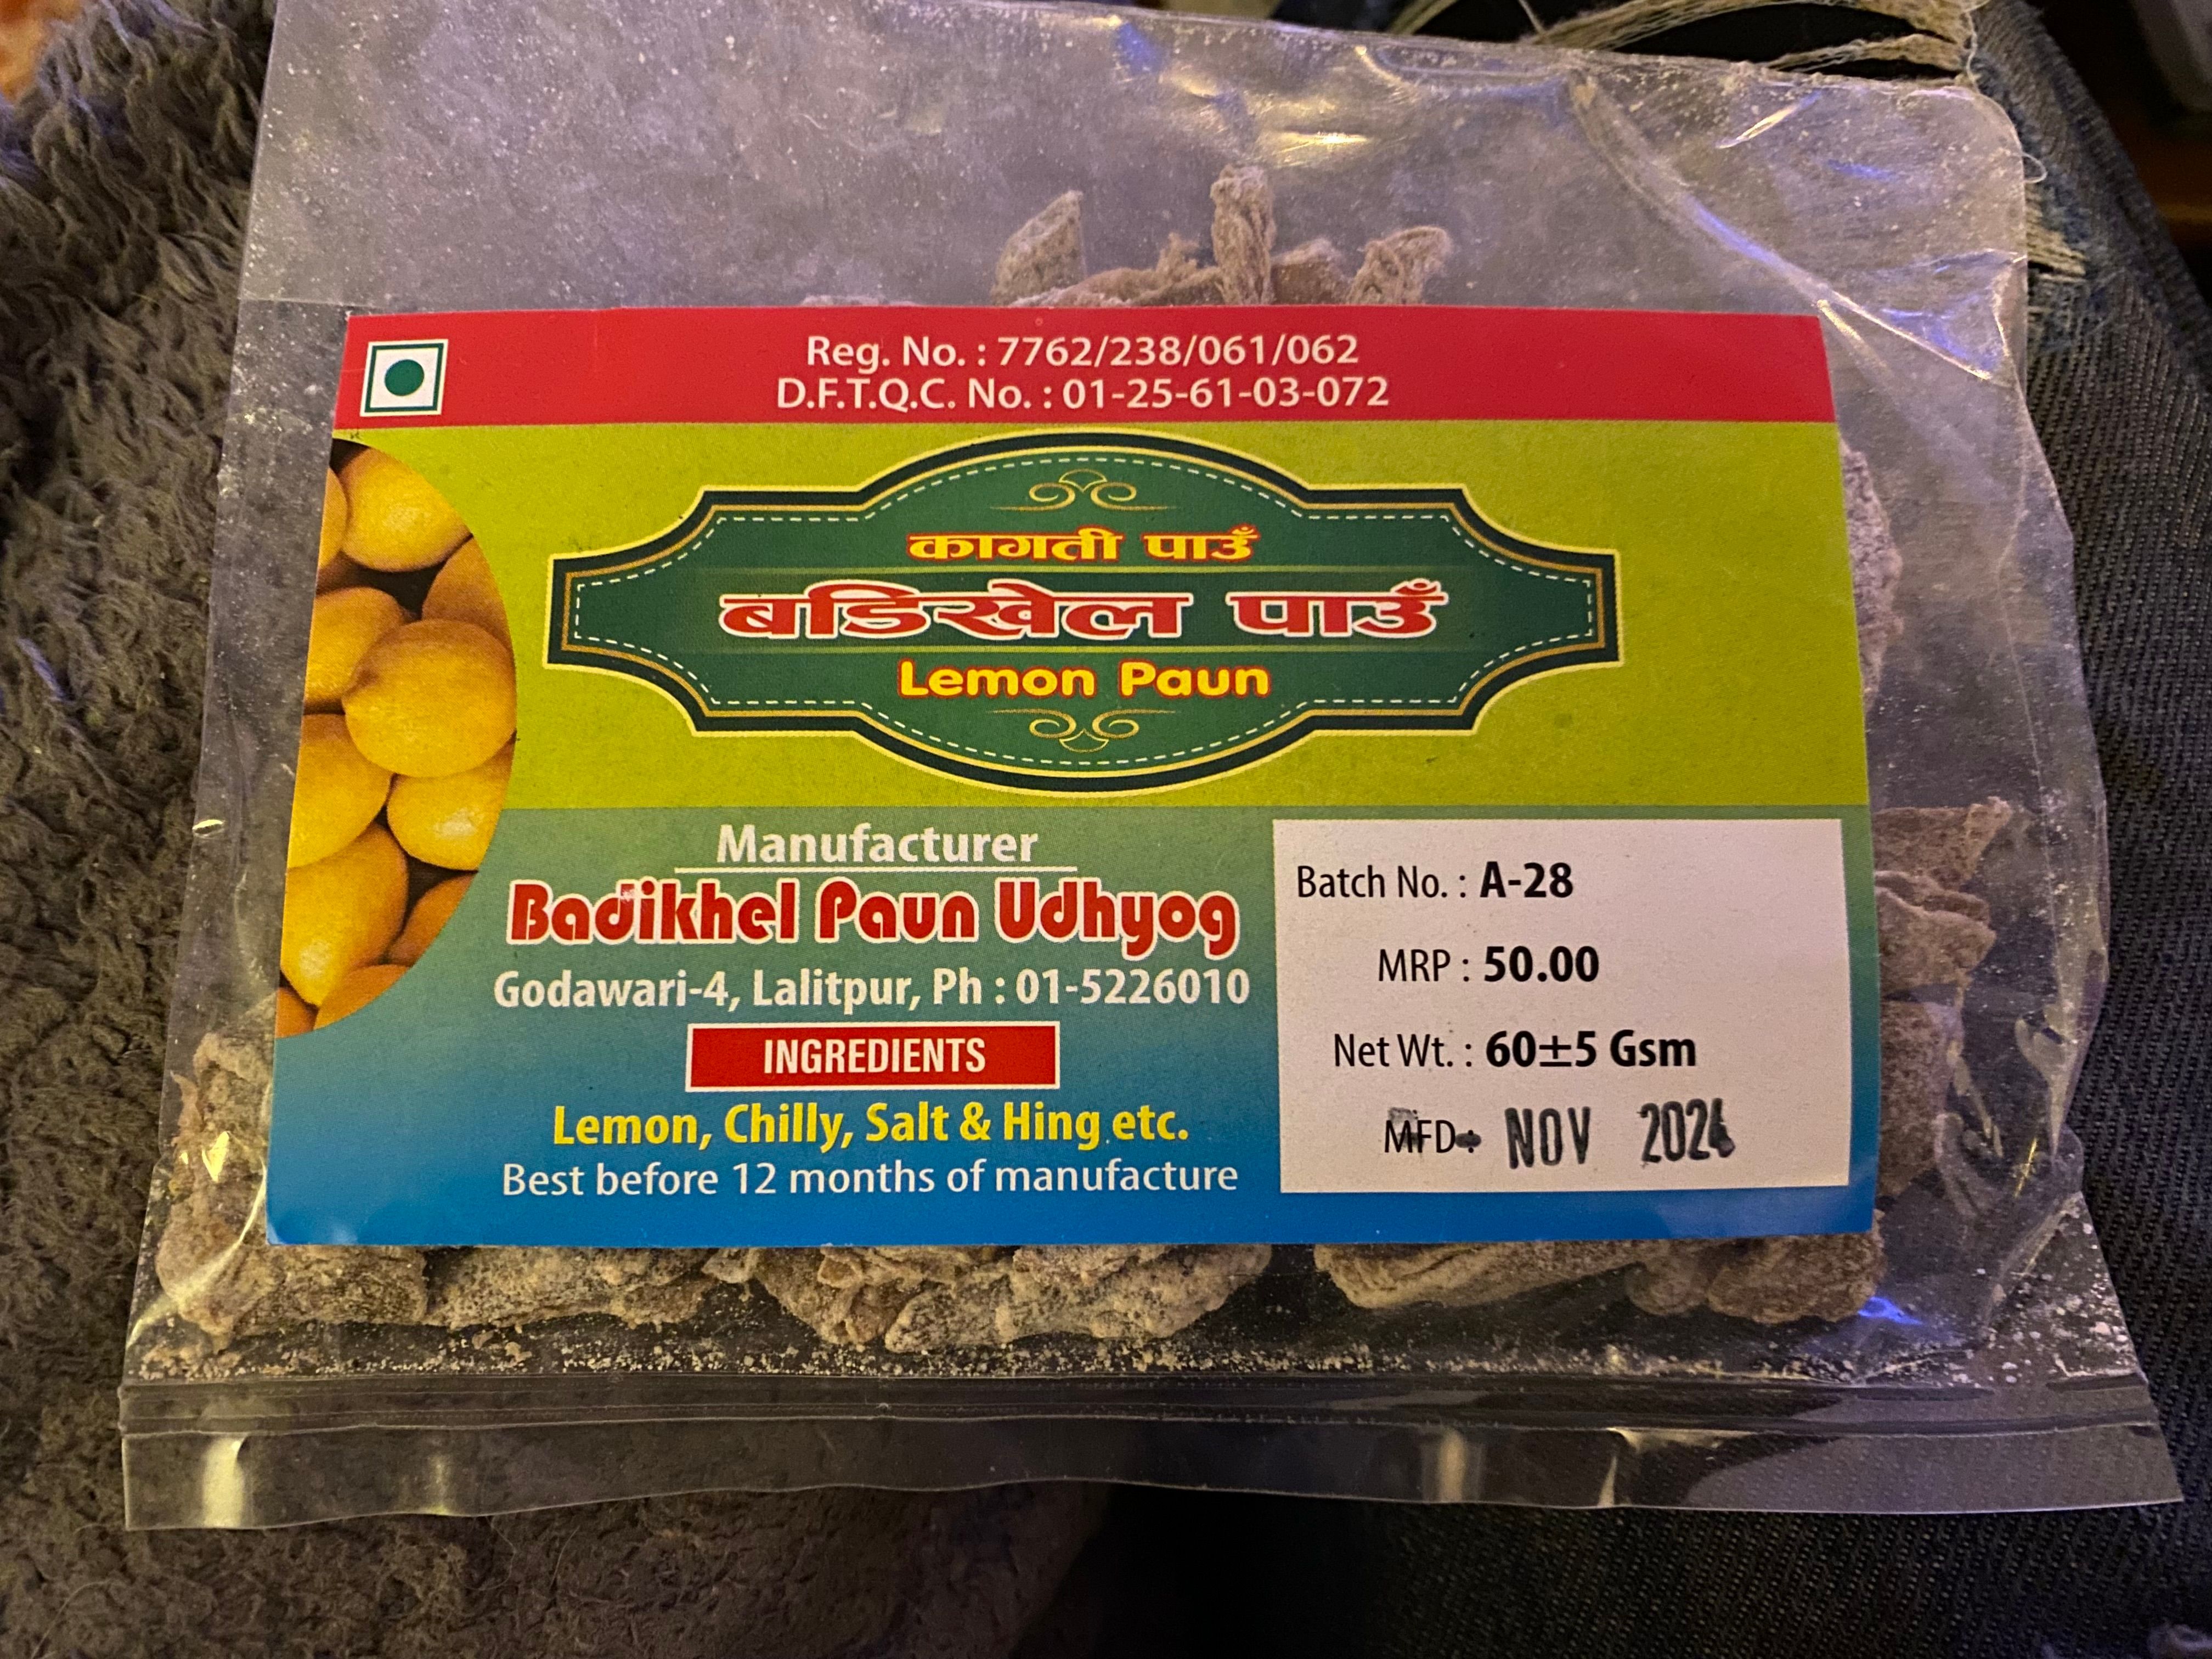 Reg. No. : 7762/238/061/062
D.F.T.Q.C. No. : 01-25-61-03-072
कागती पाउँ
बडिखेल पाउँ
Lemon Paun
Manufacturer
Badikhel Paun Udhyog
Godawari-4, Lalitpur, Ph : 01-5226010
INGREDIENTS
Lemon, Chilly, Salt & Hing etc.
Best before 12 months of manufacture
Batch No. : A-28
MRP : 50.00
Net Wt. : 60±5 Gsm
MFD : NOV 2024